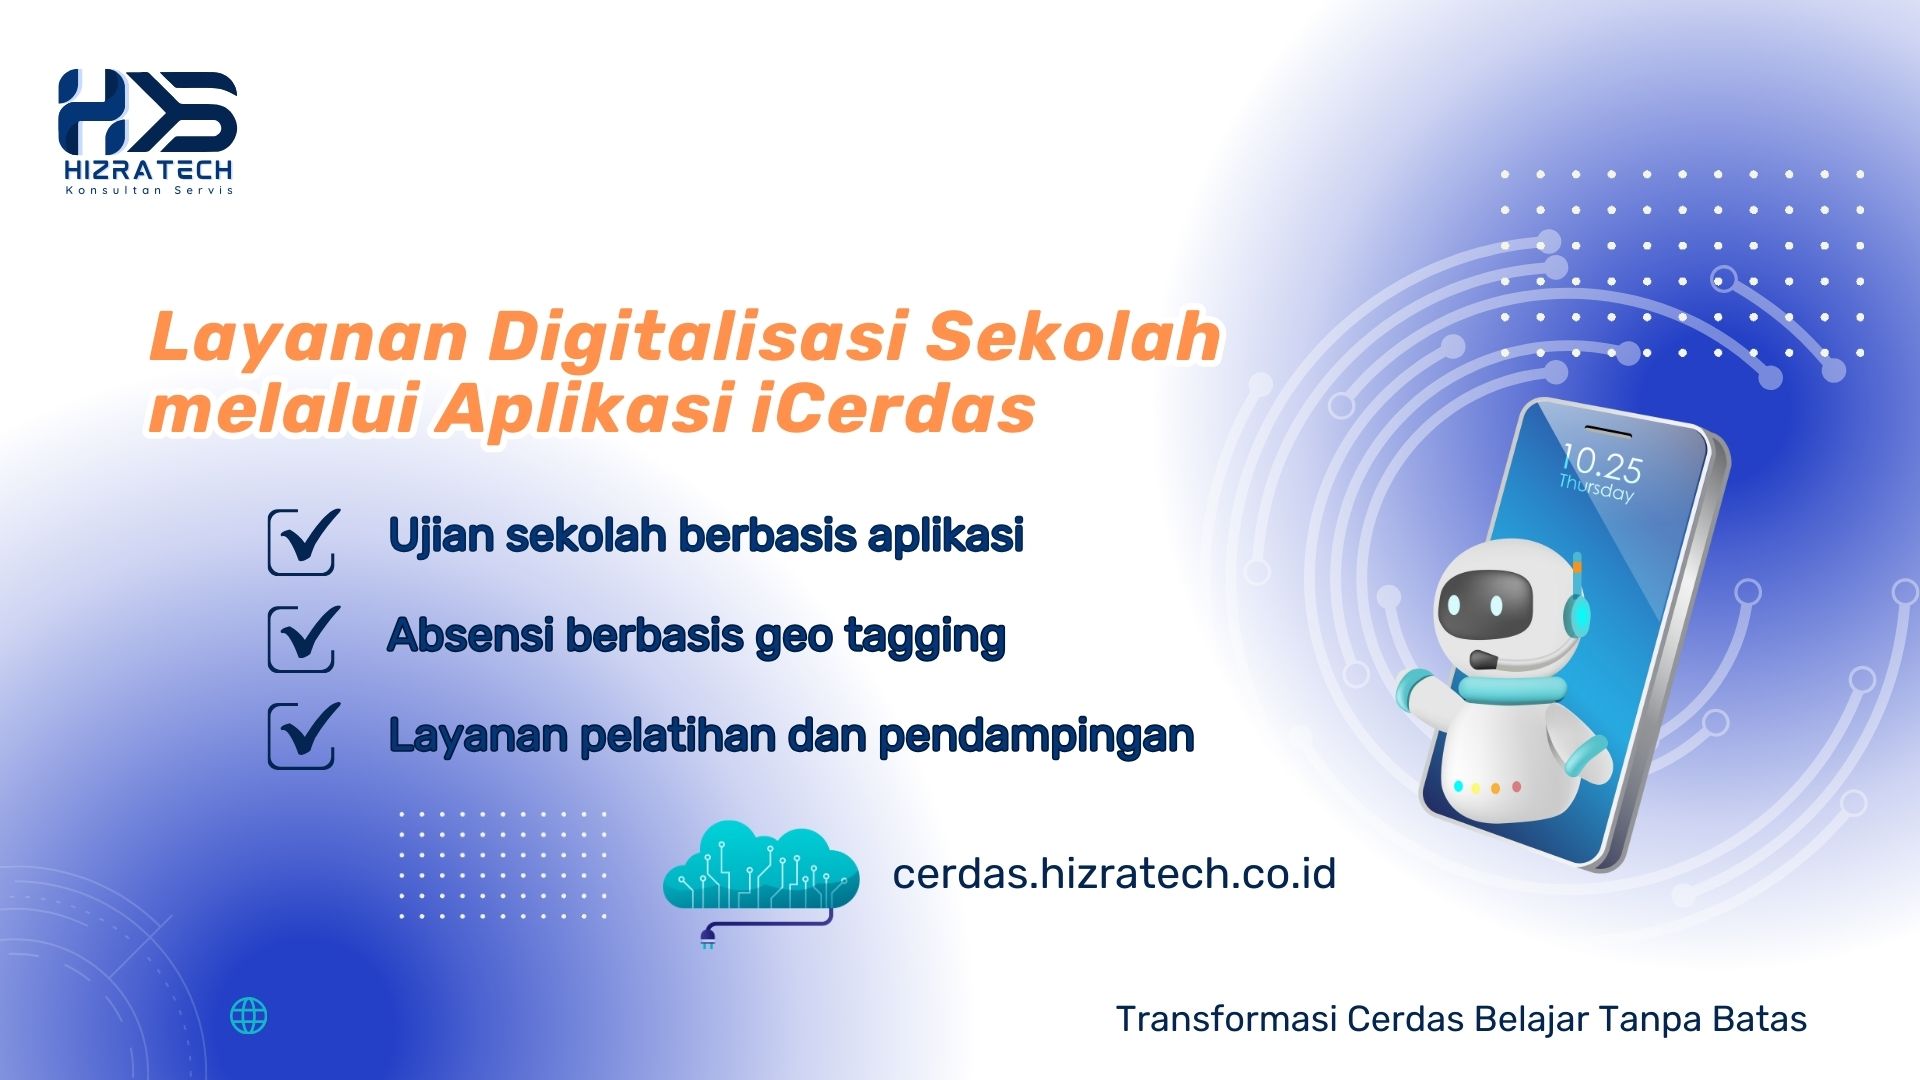 HIZRATECH
Konsultan Servis
Layanan Digitalisasi Sekolah
melalui Aplikasi iCerdas
10.25
Thursday
Ujian sekolah berbasis aplikasi
Absensi berbasis geo tagging
Layanan pelatihan dan pendampingan
cerdas.hizratech.co.id
Transformasi Cerdas Belajar Tanpa Batas